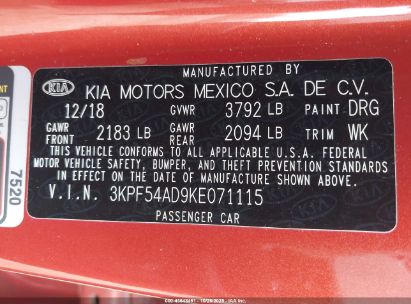 MANUFACTURED BY
KIA KIA MOTORS MEXICO S.A. DE C.V.
12/18 GVWR 3792 LB PAINT DRG
GAWR FRONT 2183 LB GAWR REAR 2094 LB TRIM WK
THIS VEHICLE CONFORMS TO ALL APPLICABLE U.S.A. FEDERAL
MOTOR VEHICLE SAFETY, BUMPER, AND THEFT PREVENTION
STANDARDS IN EFFECT ON THE DATE OF MANUFACTURE SHOWN ABOVE.
V.I.N. 3KPF54AD9KE071115
PASSENGER CAR
7520